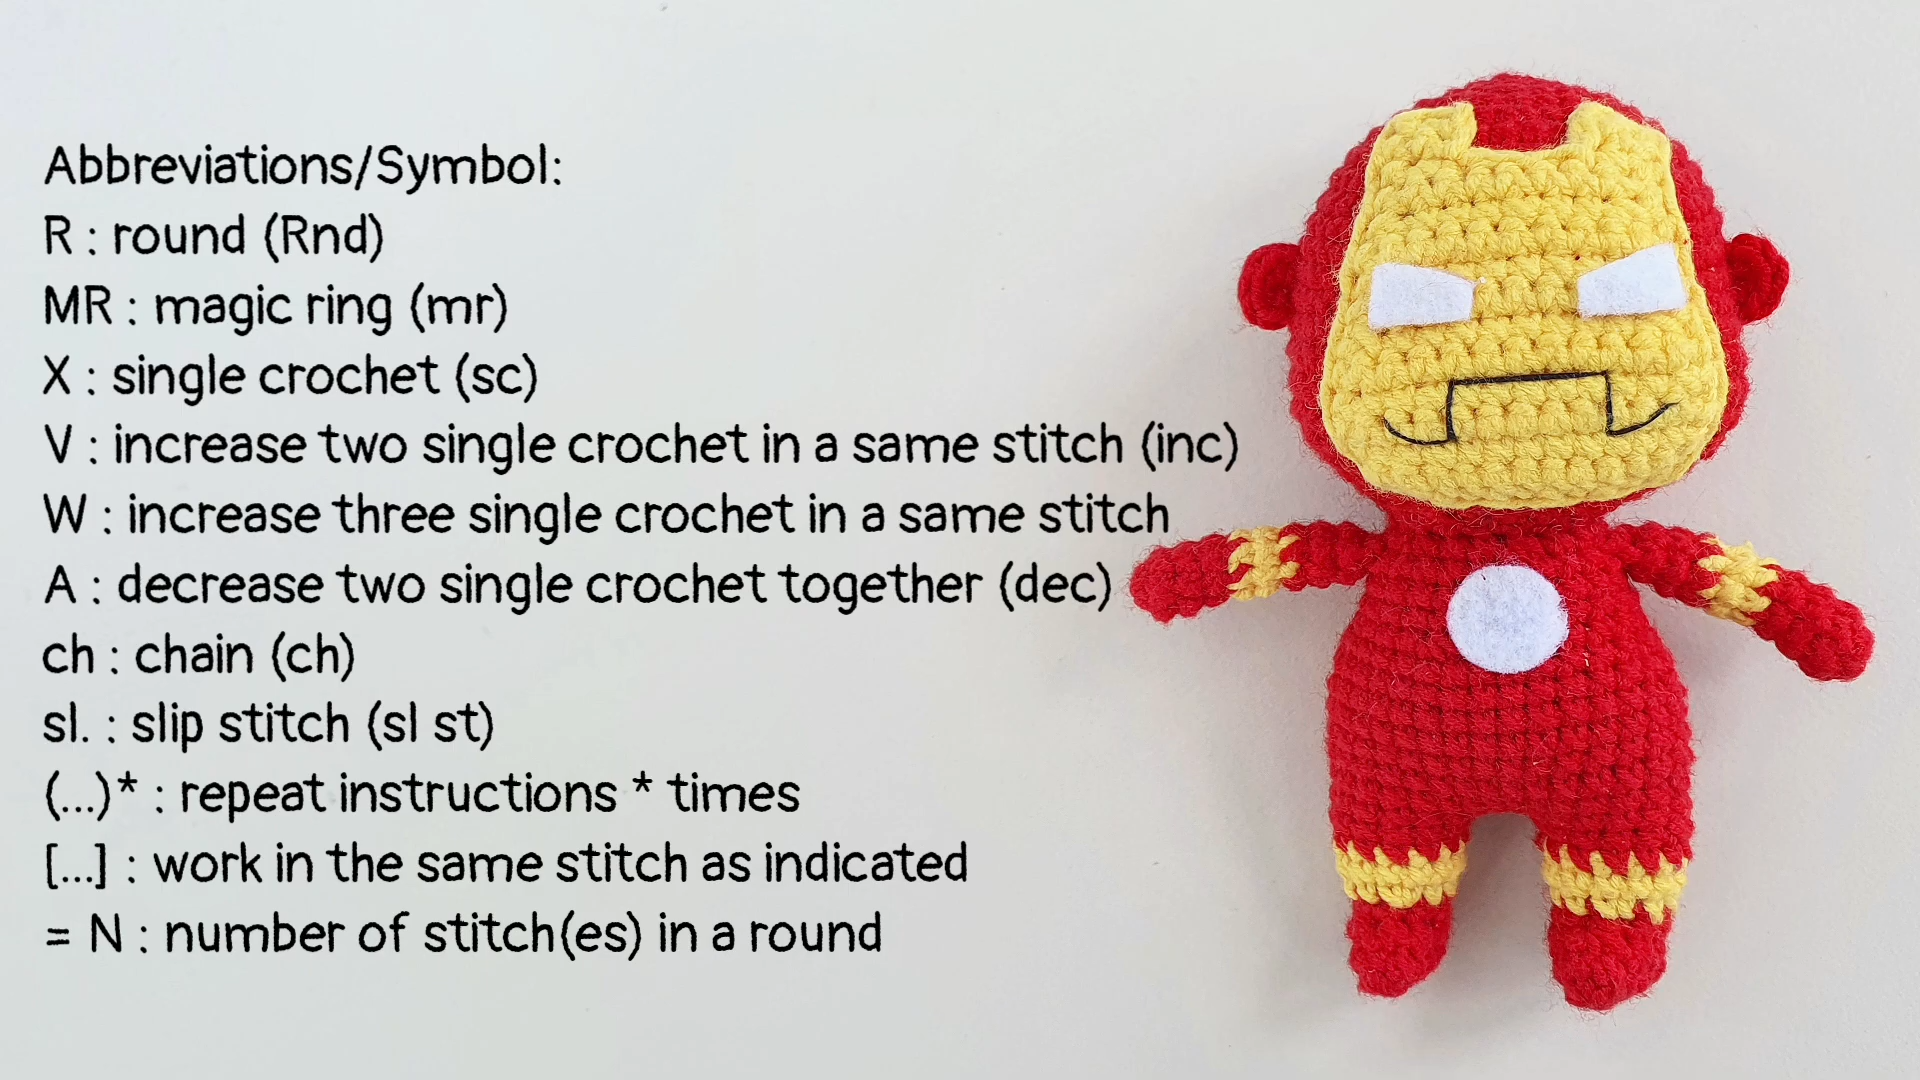 Abbreviations/Symbol:
R : round (Rnd)
MR : magic ring (mr)
X : single crochet (sc)
V : increase two single crochet in a same stitch (inc)
W : increase three single crochet in a same stitch
A : decrease two single crochet together (dec)
ch : chain (ch)
sl. : slip stitch (sl st)
(...)* : repeat instructions * times
[...] : work in the same stitch as indicated
= N : number of stitch(es) in a round